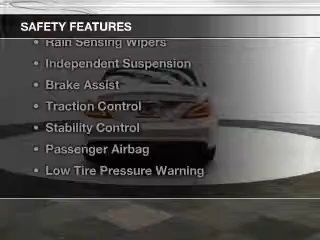 SAFETY FEATURES
• Rain Sensing Wipers
• Independent Suspension
• Brake Assist
• Traction Control
• Stability Control
• Passenger Airbag
• Low Tire Pressure Warning